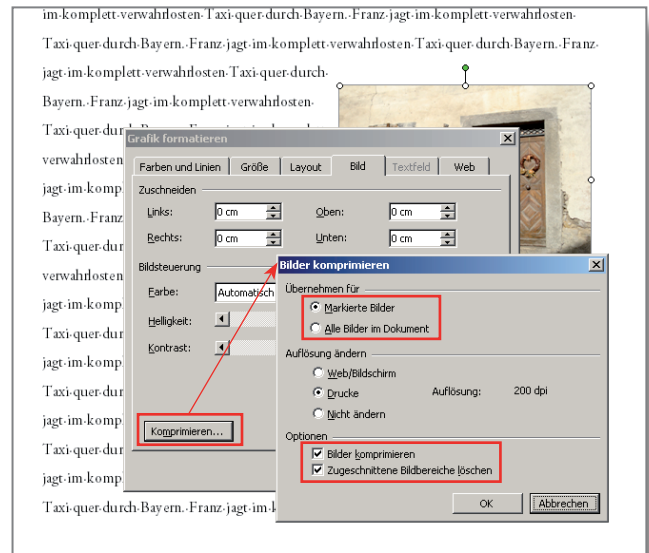 im·komplett·verwahrlosten·Taxi·quer·durch·Bayern.·Franz·jagt·im·komplett·verwahrlosten·
Taxi·quer·durch·Bayern.·Franz·jagt·im·komplett·verwahrlosten·Taxi·quer·durch·Bayern.·Franz·
jagt·im·komplett·verwahrlosten·Taxi·quer·durch·
Bayern.·Franz·jagt·im·komplett·verwahrlosten·
Taxi·quer·dur
verwahrlosten
jagt·im·komp
Bayern.·Franz
Taxi·quer·dur
verwahrlosten
jagt·im·komp
Taxi·quer·dur
jagt·im·komp
Taxi·quer·dur
jagt·im·komp
Taxi·quer·dur
jagt·im·komp
Taxi·quer·durch·Bayern.·Franz·jagt·im·k
Grafik formatieren
Farben und Linien Größe Layout Bild Textfeld Web
Zuschneiden
Links: 0 cm Oben: 0 cm
Rechts: 0 cm Unten: 0 cm
Bildsteuerung
Farbe: Automatisch
Helligkeit:
Kontrast:
Komprimieren...
Bilder komprimieren
Übernehmen für
Markierte Bilder
Alle Bilder im Dokument
Auflösung ändern
Web/Bildschirm
Drucke Auflösung: 200 dpi
Nicht ändern
Optionen
Bilder komprimieren
Zugeschnittene Bildbereiche löschen
OK Abbrechen